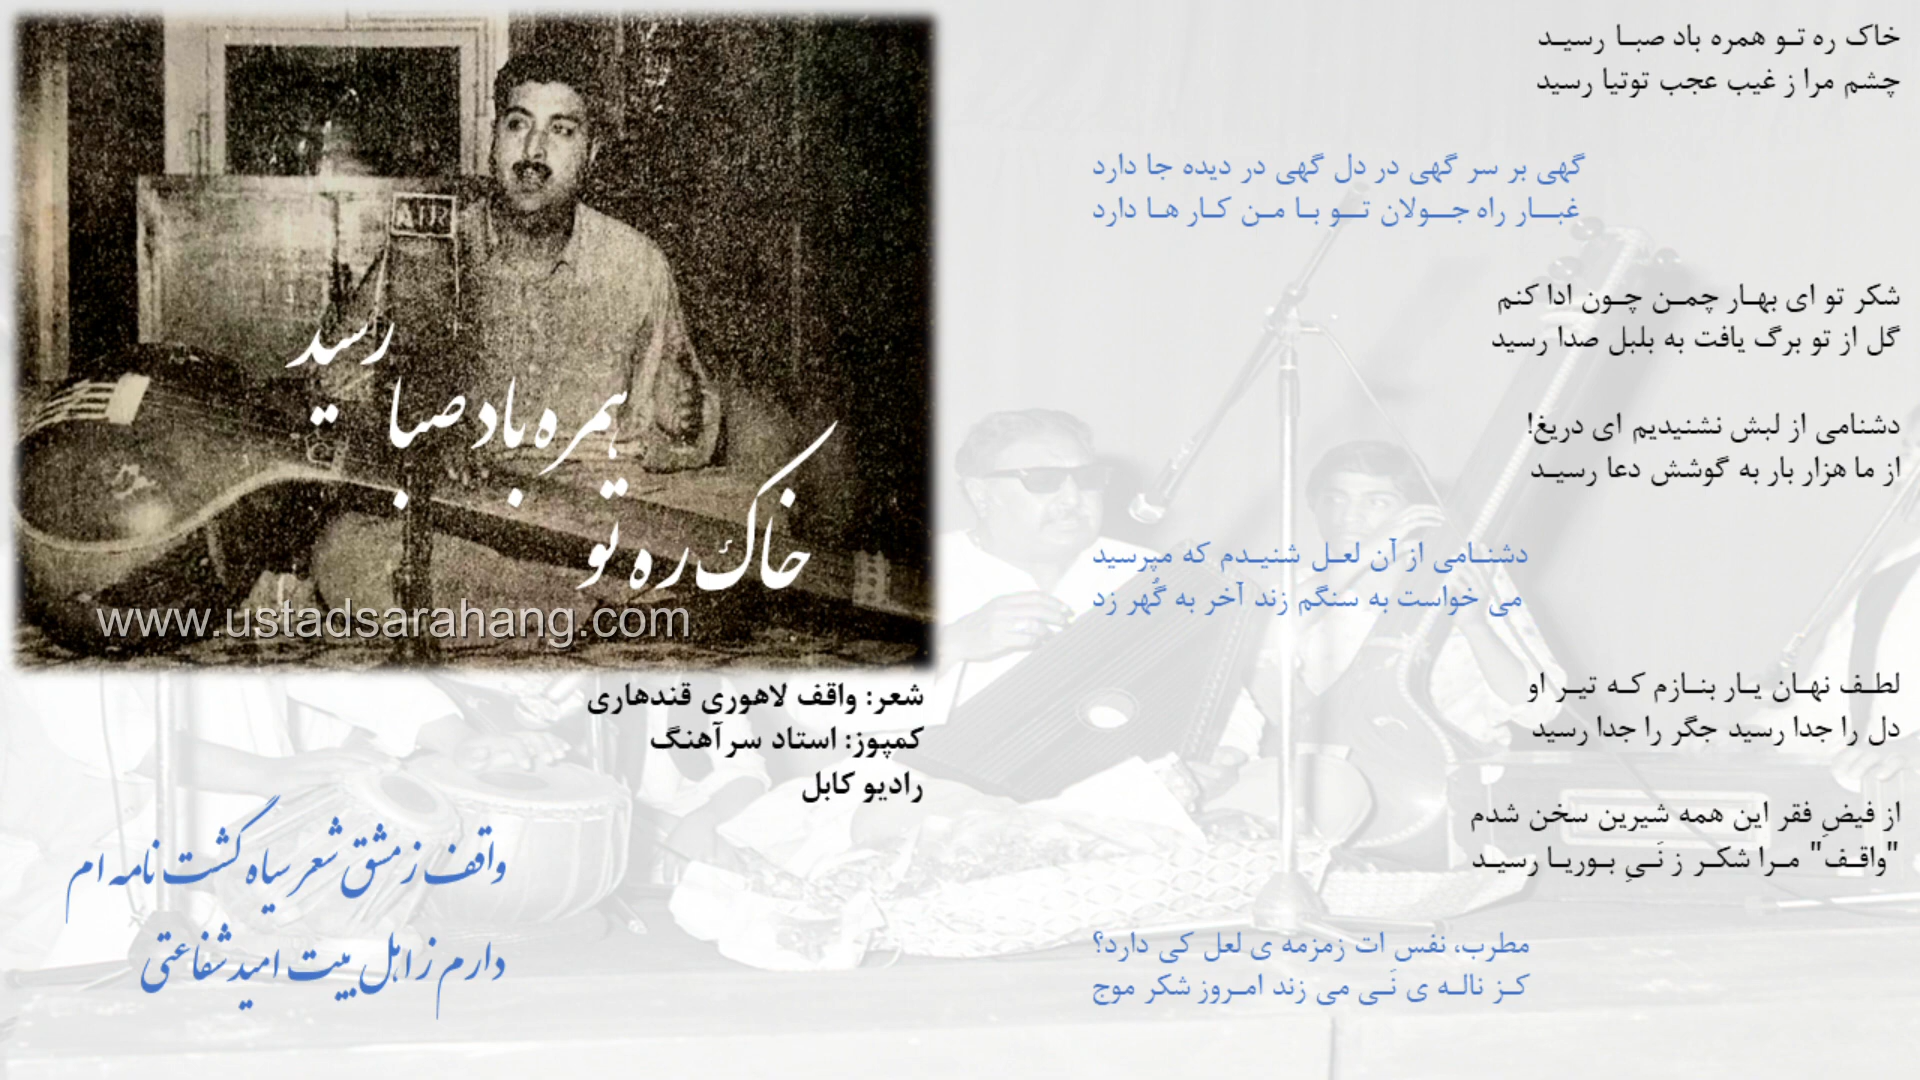 خاک ره تو همره باد صبا رسید
چشم مرا ز غیب عجب توتیا رسید
گهی بر سر گهی در دل گهی در دیده جا دارد
غبار راه جولان تو با من کار ها دارد
شکر تو ای بهار چمن چون ادا کنم
گل از تو برگ یافت به بلبل صدا رسید
دشنامی از لبش نشنیدیم ای دریغ!
از ما هزار بار به گوشش دعا رسید
دشنامی از آن لعل شنیدم که مپرسید
می خواست به سنگم زند آخر به گُهر زد
لطف نهان یار بنازم که تیر او
دل را جدا رسید جگر را جدا رسید
از فیضِ فقر این همه شیرین سخن شدم
"واقف" مرا شکر ز نَیِ بوریا رسید
مطرب، نفس ات زمزمه ی لعل کی دارد؟
کز ناله ی نَی می زند امروز شکر موج
AIR
خاک ره تو
همره باد صبا
رسید
www.ustadsarahang.com
شعر: واقف لاهوری قندهاری
کمپوز: استاد سرآهنگ
رادیو کابل
واقف ز مشق شعر سیاه گشت نامه ام
دارم ز اهل بیت امید شفاعتی